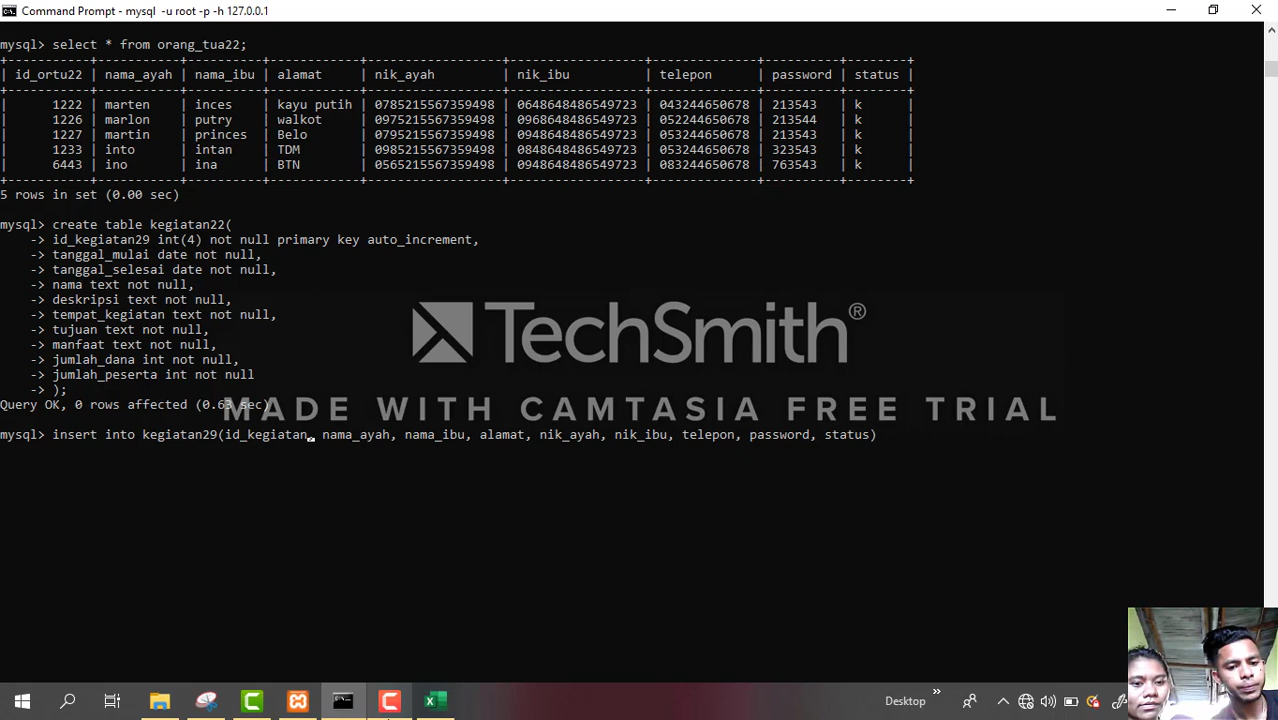 Command Prompt - mysql -u root -p -h 127.0.0.1
mysql> select * from orang_tua22;
+----------+-----------+----------+------------+------------------+------------------+--------------+----------+--------+
| id_ortu22 | nama_ayah | nama_ibu | alamat | nik_ayah | nik_ibu | telepon | password | status |
| 1222 | marten | inces | kayu putih | 0785215567359498 | 0648648486549723 | 043244650678 | 213543 | k |
| 1226 | marlon | putry | walkot | 0975215567359498 | 0968648486549723 | 052244650678 | 213544 | k |
| 1227 | martin | princes | Belo | 0795215567359498 | 0948648486549723 | 053244650678 | 213543 | k |
| 1233 | into | intan | TDM | 0985215567359498 | 0848648486549723 | 053244650678 | 323543 | k |
| 6443 | ino | ina | BTN | 0565215567359498 | 0948648486549723 | 083244650678 | 763543 | k |
5 rows in set (0.00 sec)
mysql> create table kegiatan22(
-> id_kegiatan29 int(4) not null primary key auto_increment,
-> tanggal_mulai date not null,
-> tanggal_selesai date not null,
-> nama text not null,
-> deskripsi text not null,
-> tempat_kegiatan text not null,
-> tujuan text not null,
-> manfaat text not null,
-> jumlah_dana int not null,
-> jumlah_peserta int not null
-> );
Query OK, 0 rows affected (0.63 sec)
mysql> insert into kegiatan29(id_kegiatan, nama_ayah, nama_ibu, alamat, nik_ayah, nik_ibu, telepon, password, status)
TechSmith®
MADE WITH CAMTASIA FREE TRIAL
Desktop